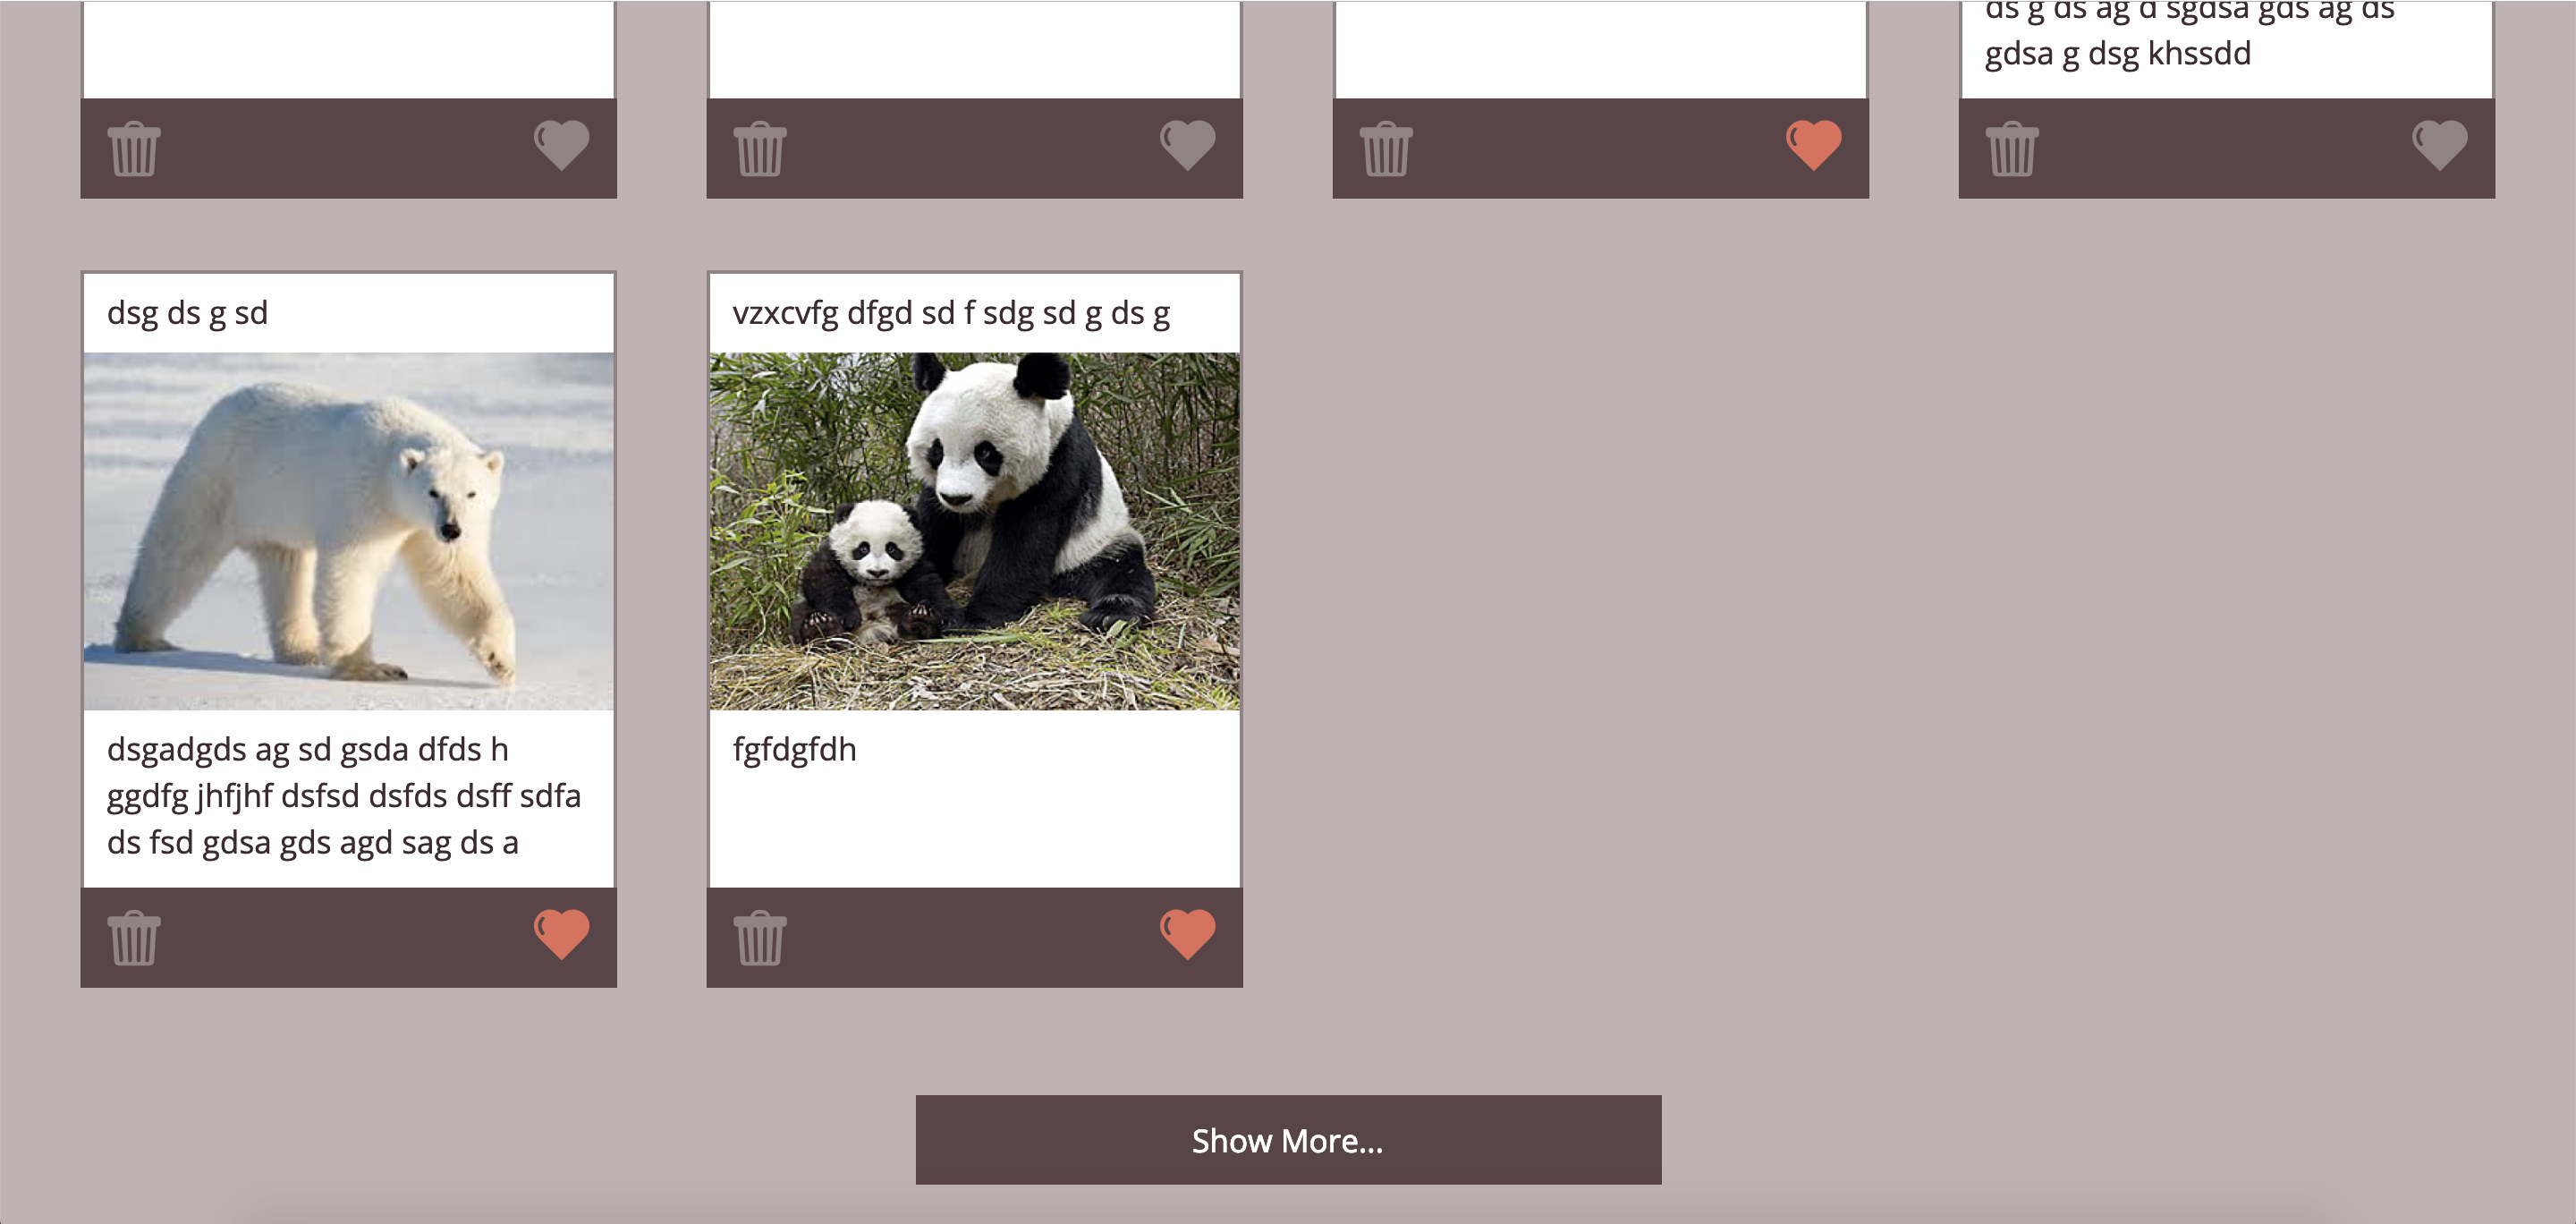 ds g ds ag d sgdsa gds ag ds
gdsa g dsg khssdd
dsg ds g sd
dsgadgds ag sd gsda dfds h
ggdfg jhfjhf dsfsd dsfds dsff sdfa
ds fsd gdsa gds agd sag ds a
vzxcvfg dfgd sd f sdg sd g ds g
fgfdgfdh
Show More...